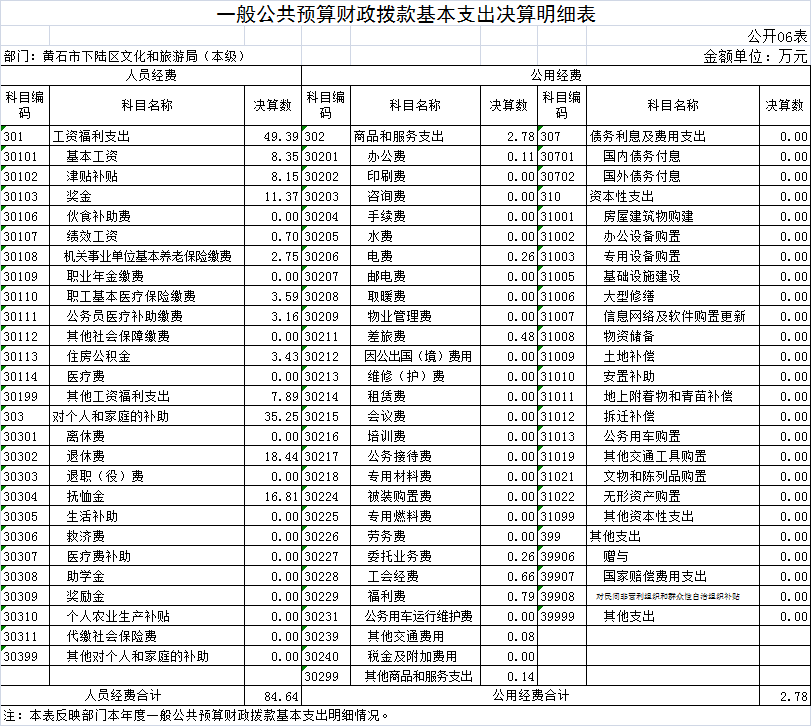 一般公共预算财政拨款基本支出决算明细表
公开06表
部门：黄石市下陆区文化和旅游局（本级） 金额单位：万元
人员经费 公用经费
科目编码 科目名称 决算数 科目编码 科目名称 决算数 科目编码 科目名称 决算数
301 工资福利支出 49.39 302 商品和服务支出 2.78 307 债务利息及费用支出 0.00
30101 基本工资 8.35 30201 办公费 0.11 30701 国内债务付息 0.00
30102 津贴补贴 8.15 30202 印刷费 0.00 30702 国外债务付息 0.00
30103 奖金 11.37 30203 咨询费 0.00 310 资本性支出 0.00
30106 伙食补助费 0.00 30204 手续费 0.00 31001 房屋建筑物购建 0.00
30107 绩效工资 0.70 30205 水费 0.00 31002 办公设备购置 0.00
30108 机关事业单位基本养老保险缴费 2.75 30206 电费 0.26 31003 专用设备购置 0.00
30109 职业年金缴费 0.00 30207 邮电费 0.00 31005 基础设施建设 0.00
30110 职工基本医疗保险缴费 3.59 30208 取暖费 0.00 31006 大型修缮 0.00
30111 公务员医疗补助缴费 3.16 30209 物业管理费 0.00 31007 信息网络及软件购置更新 0.00
30112 其他社会保障缴费 0.00 30211 差旅费 0.48 31008 物资储备 0.00
30113 住房公积金 3.43 30212 因公出国（境）费用 0.00 31009 土地补偿 0.00
30114 医疗费 0.00 30213 维修（护）费 0.00 31010 安置补助 0.00
30199 其他工资福利支出 7.89 30214 租赁费 0.00 31011 地上附着物和青苗补偿 0.00
303 对个人和家庭的补助 35.25 30215 会议费 0.00 31012 拆迁补偿 0.00
30301 离休费 0.00 30216 培训费 0.00 31013 公务用车购置 0.00
30302 退休费 18.44 30217 公务接待费 0.00 31019 其他交通工具购置 0.00
30303 退职（役）费 0.00 30218 专用材料费 0.00 31021 文物和陈列品购置 0.00
30304 抚恤金 16.81 30224 被装购置费 0.00 31022 无形资产购置 0.00
30305 生活补助 0.00 30225 专用燃料费 0.00 31099 其他资本性支出 0.00
30306 救济费 0.00 30226 劳务费 0.00 399 其他支出 0.00
30307 医疗费补助 0.00 30227 委托业务费 0.26 39906 赠与 0.00
30308 助学金 0.00 30228 工会经费 0.66 39907 国家赔偿费用支出 0.00
30309 奖励金 0.00 30229 福利费 0.79 39908 对民间非营利组织和群众性自治组织补贴 0.00
30310 个人农业生产补贴 0.00 30231 公务用车运行维护费 0.00 39999 其他支出 0.00
30311 代缴社会保险费 0.00 30239 其他交通费用 0.08
30399 其他对个人和家庭的补助 0.00 30240 税金及附加费用 0.00
30299 其他商品和服务支出 0.14
人员经费合计 84.64 公用经费合计 2.78
注：本表反映部门本年度一般公共预算财政拨款基本支出明细情况。